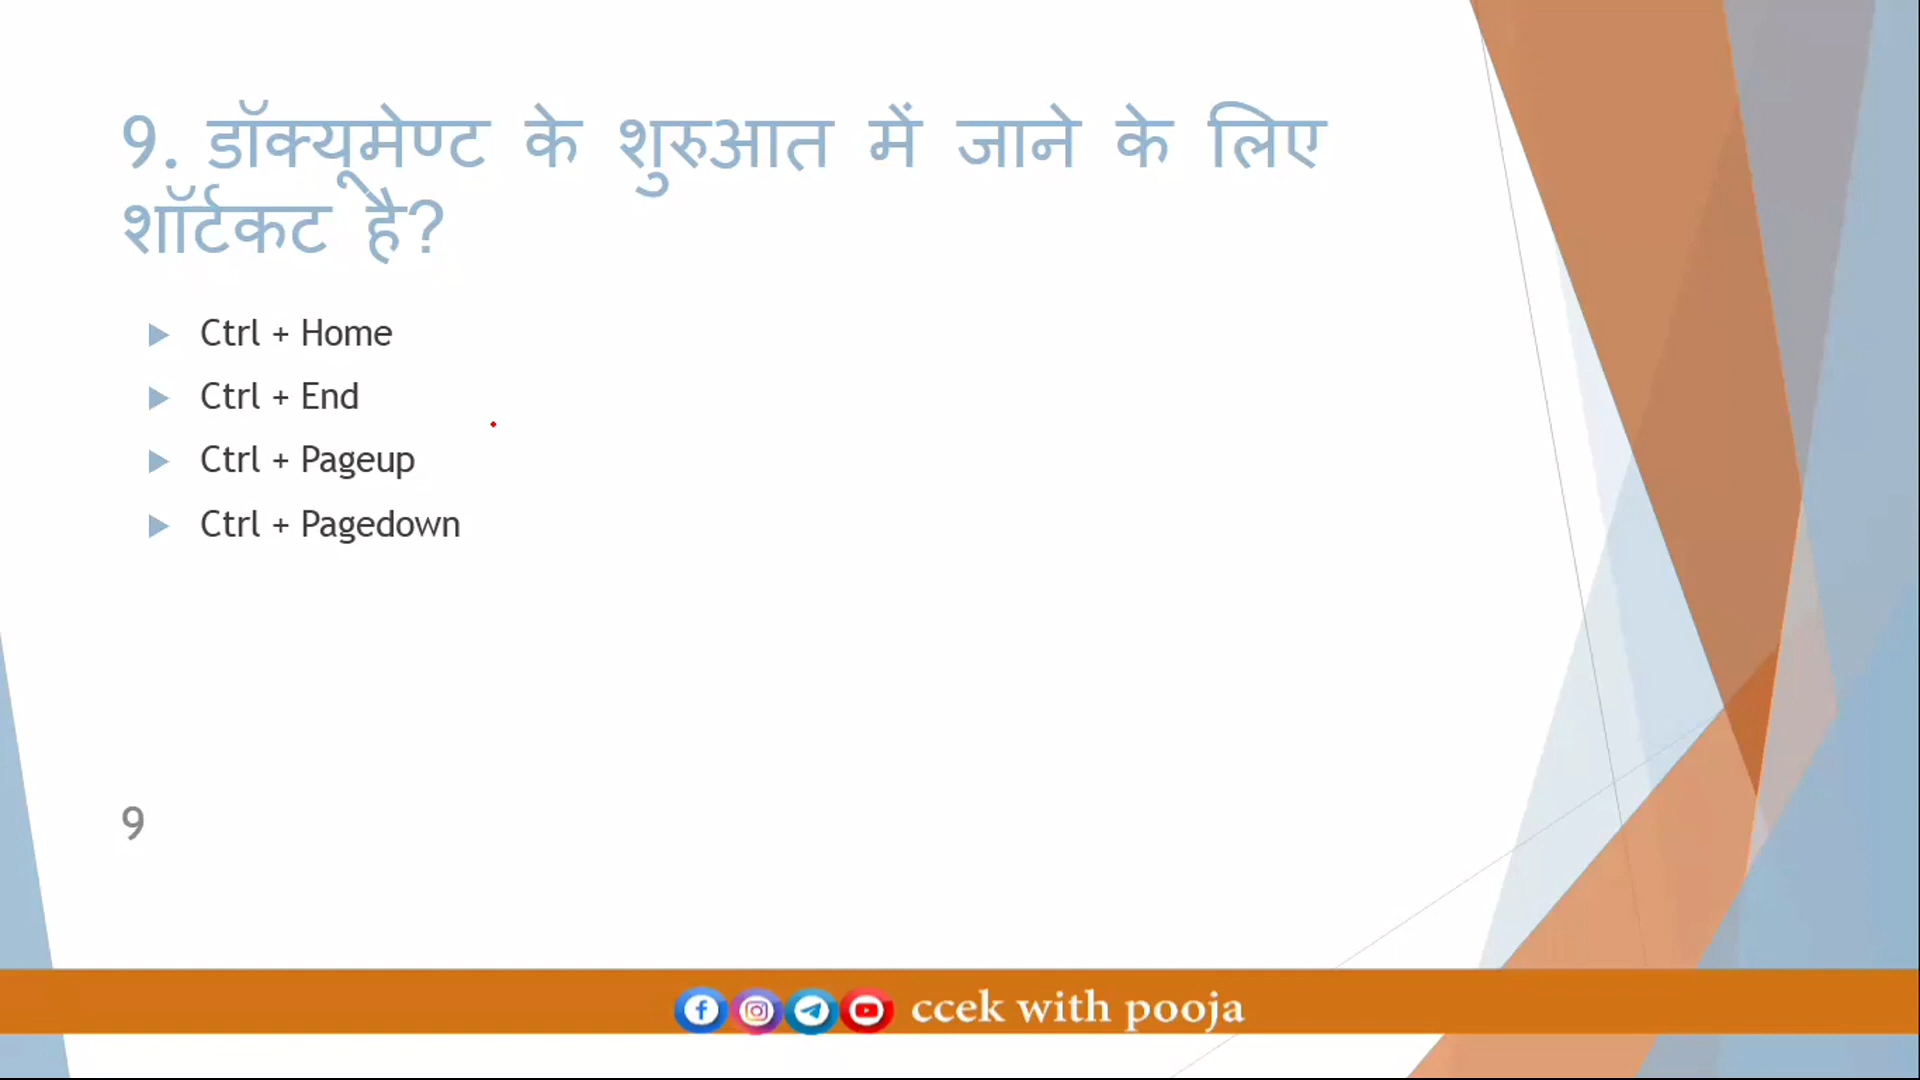 9. डॉक्यूमेण्ट के शुरुआत में जाने के लिए
शॉर्टकट है?
Ctrl + Home
Ctrl + End
Ctrl + Pageup
Ctrl + Pagedown
9
ccek with pooja